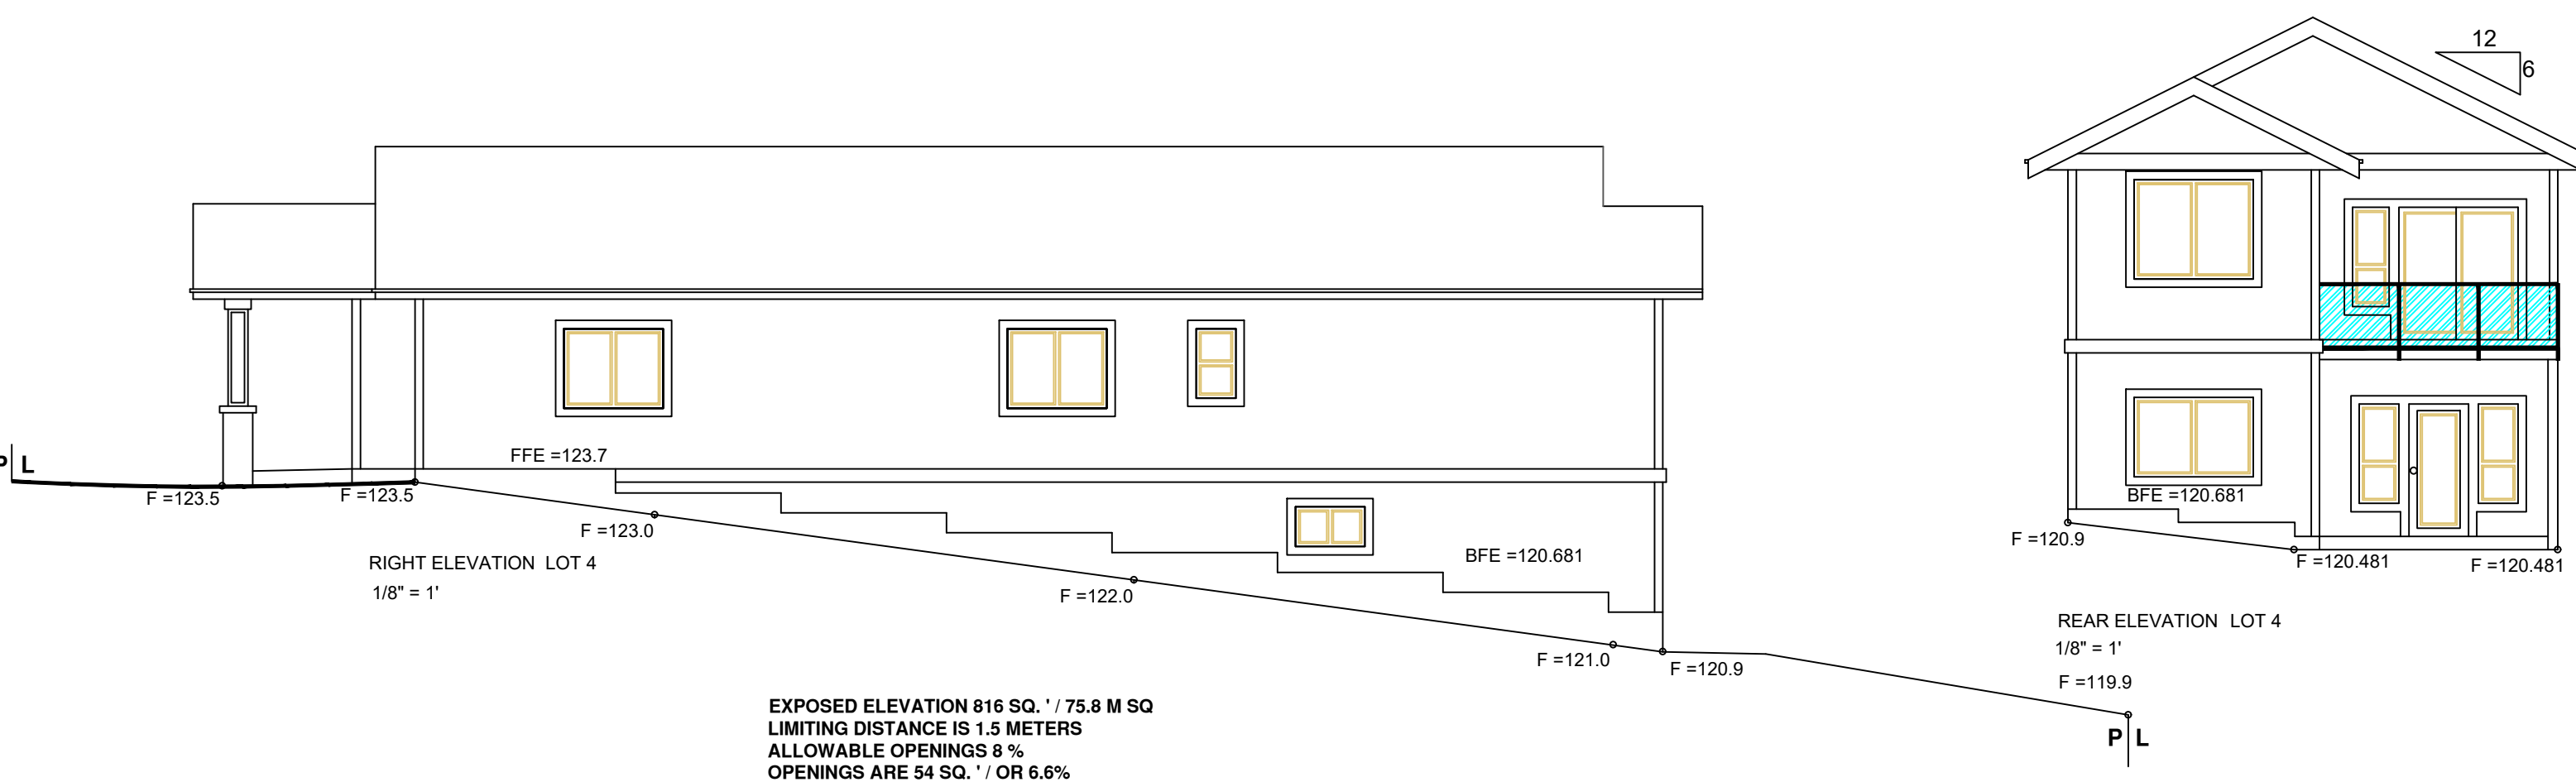 12
6
P L
FFE =123.7
F =123.5
F =123.5
F =123.0
RIGHT ELEVATION LOT 4
1/8" = 1'
F =122.0
BFE =120.681
F =121.0
F =120.9
EXPOSED ELEVATION 816 SQ. ' / 75.8 M SQ
LIMITING DISTANCE IS 1.5 METERS
ALLOWABLE OPENINGS 8 %
OPENINGS ARE 54 SQ. ' / OR 6.6%
BFE =120.681
F =120.9
F =120.481
F =120.481
REAR ELEVATION LOT 4
1/8" = 1'
F =119.9
P L